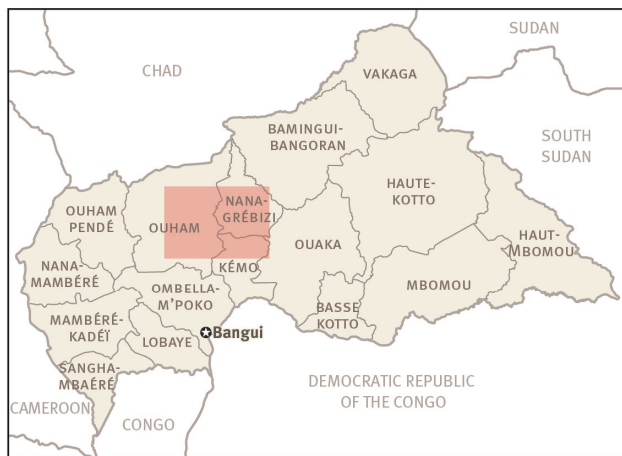 SUDAN
CHAD
VAKAGA
BAMINGUI-
BANGORAN
SOUTH
SUDAN
HAUTE-
KOTTO
NANA-
GRÉBIZI
OUHAM
PENDÉ
OUHAM
OUAKA
HAUT-
MBOMOU
NANA-
MAMBÉRÉ
KÉMO
OMBELLA-
M'POKO
MBOMOU
BASSE
KOTTO
MAMBÉRÉ-
KADÉÏ
LOBAYE
Bangui
SANGHA-
MBAÉRÉ
DEMOCRATIC REPUBLIC
OF THE CONGO
CAMEROON
CONGO